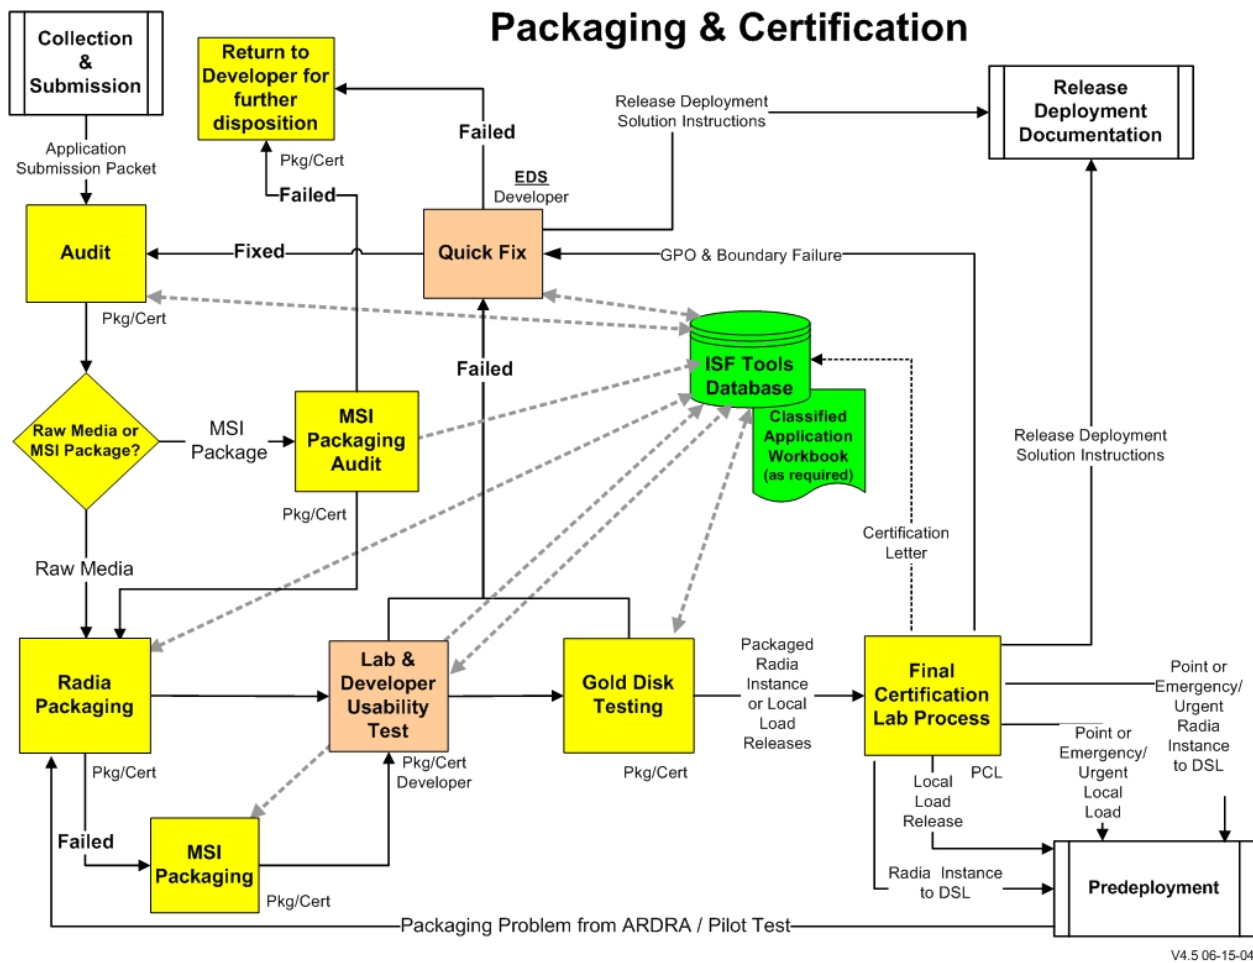 Packaging & Certification
Collection
&
Submission
Return to
Developer for
further
disposition
Pkg/Cert
Release
Deployment
Documentation
Release Deployment
Solution Instructions
Failed
EDS
Developer
Application
Submission Packet
Failed
Audit
Pkg/Cert
Fixed
Quick Fix
GPO & Boundary Failure
ISF Tools
Database
Classified
Application
Workbook
(as required)
Failed
Raw Media or
MSI Package?
MSI
Package
MSI
Packaging
Audit
Pkg/Cert
Release Deployment
Solution Instructions
Certification
Letter
Raw Media
Radia
Packaging
Pkg/Cert
Lab &
Developer
Usability
Test
Pkg/Cert
Developer
Gold Disk
Testing
Pkg/Cert
Packaged
Radia
Instance
or Local
Load
Releases
Final
Certification
Lab Process
PCL
Point or
Emergency/
Urgent
Radia
Instance
to DSL
Point or
Emergency/
Urgent
Local
Load
Local
Load
Release
Failed
MSI
Packaging
Pkg/Cert
Radia Instance
to DSL
Predeployment
Packaging Problem from ARDRA / Pilot Test
V4.5 06-15-04